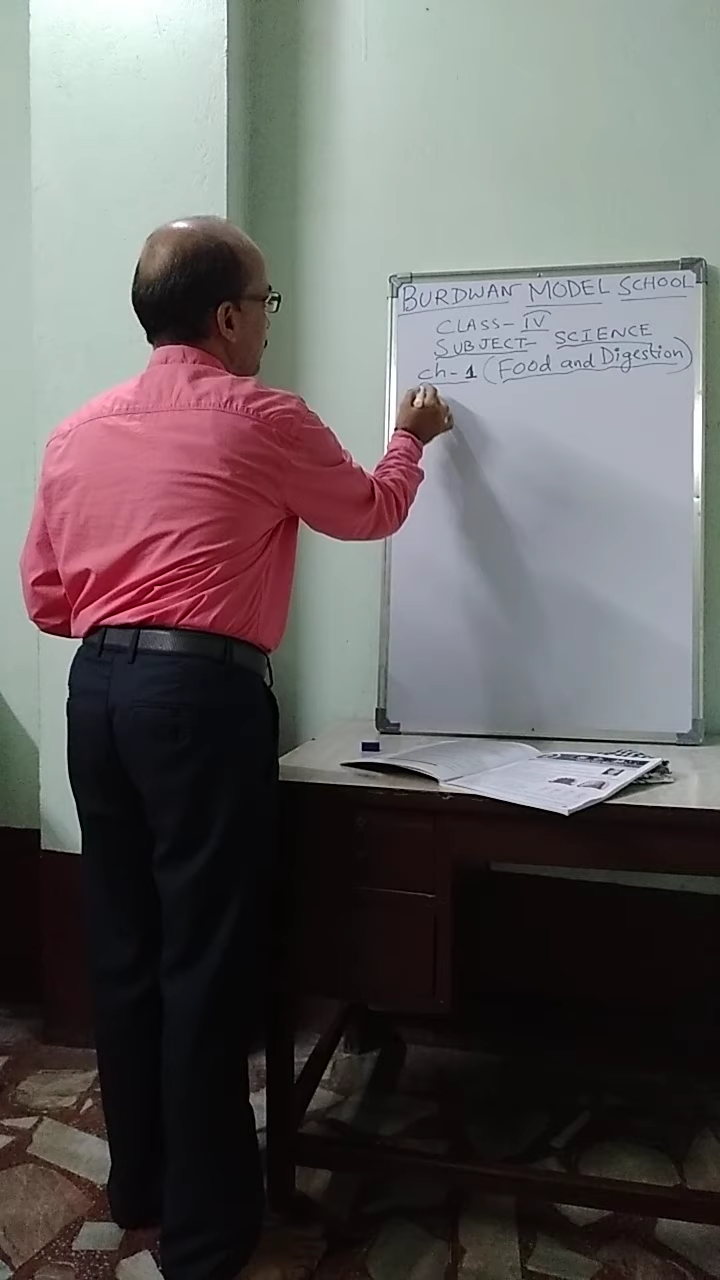 BURDWAN MODEL SCHOOL
CLASS- IV
SUBJECT- SCIENCE
Ch-1 (Food and Digestion)